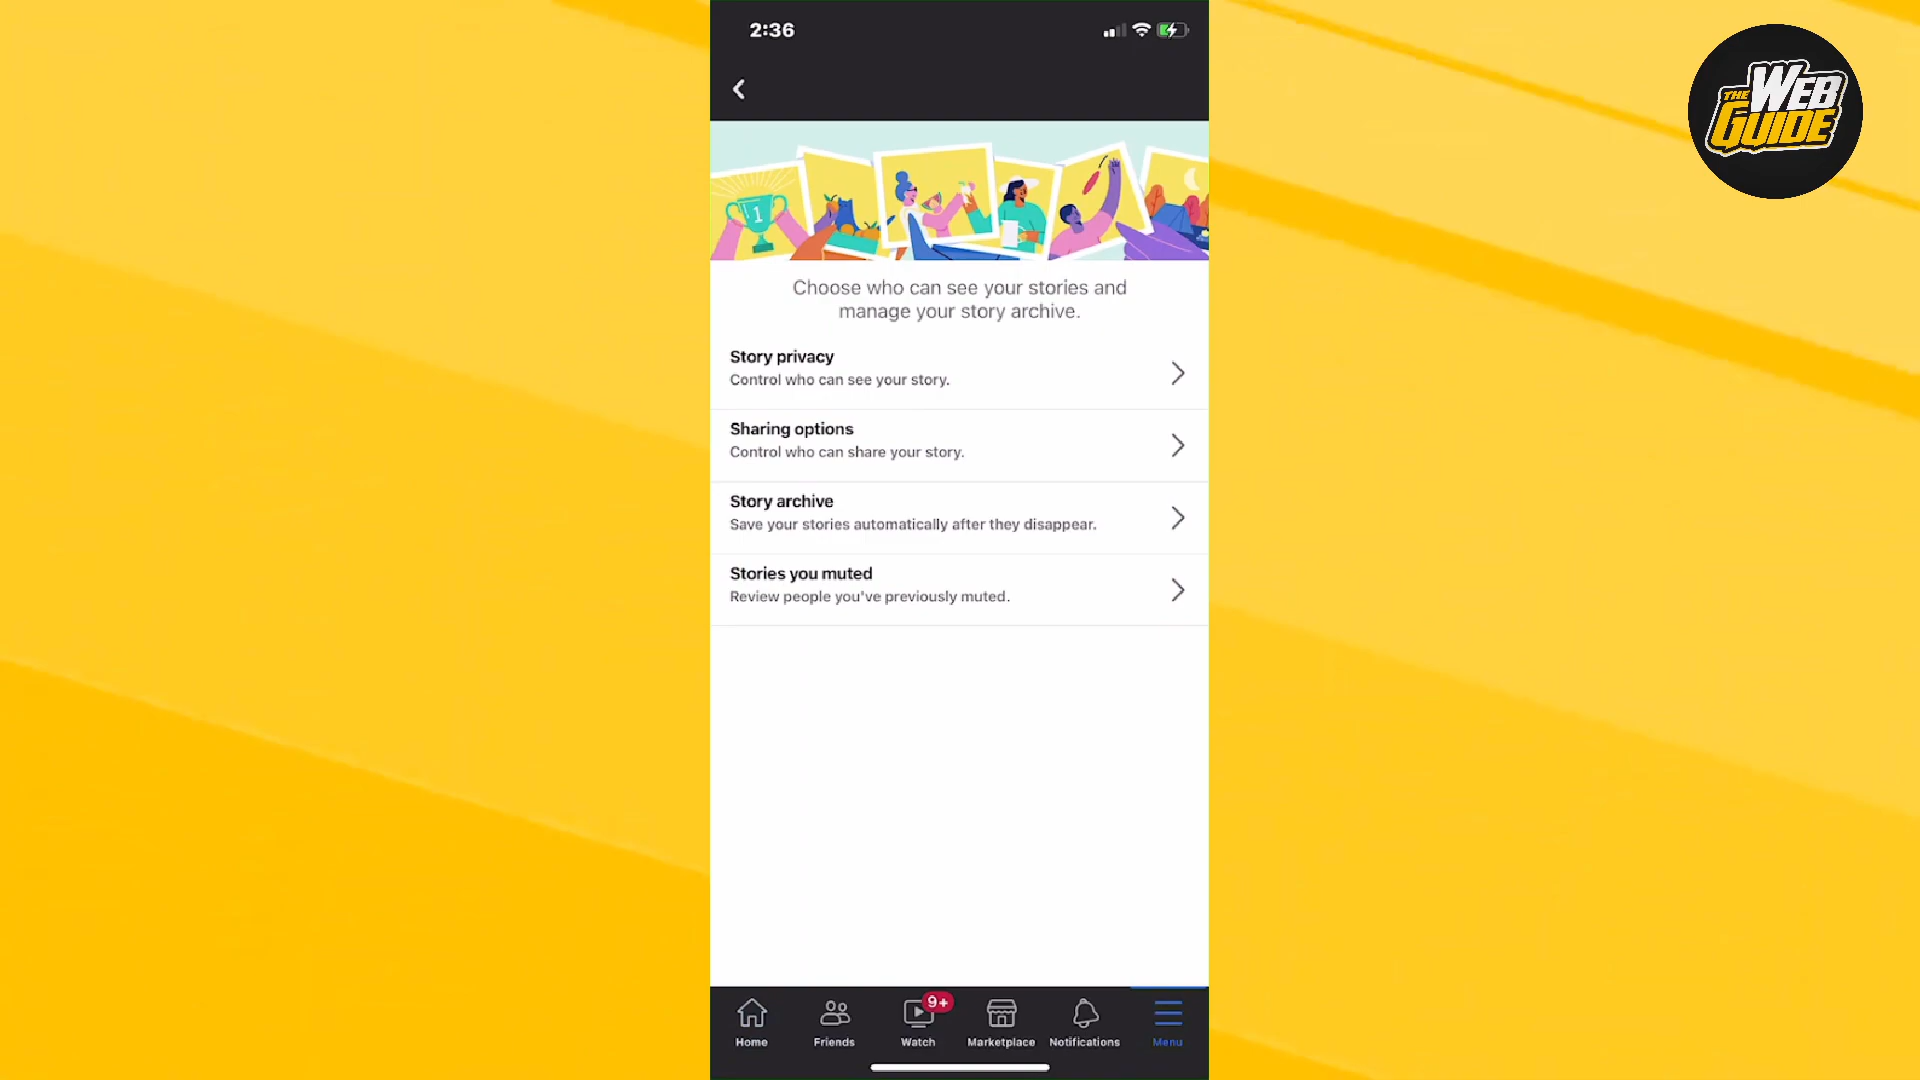 2:36
THE WEB
GUIDE
1
Choose who can see your stories and
manage your story archive.
Story privacy
Control who can see your story.
Sharing options
Control who can share your story.
Story archive
Save your stories automatically after they disappear.
Stories you muted
Review people you've previously muted.
9+
Home Friends Watch Marketplace Notifications Menu